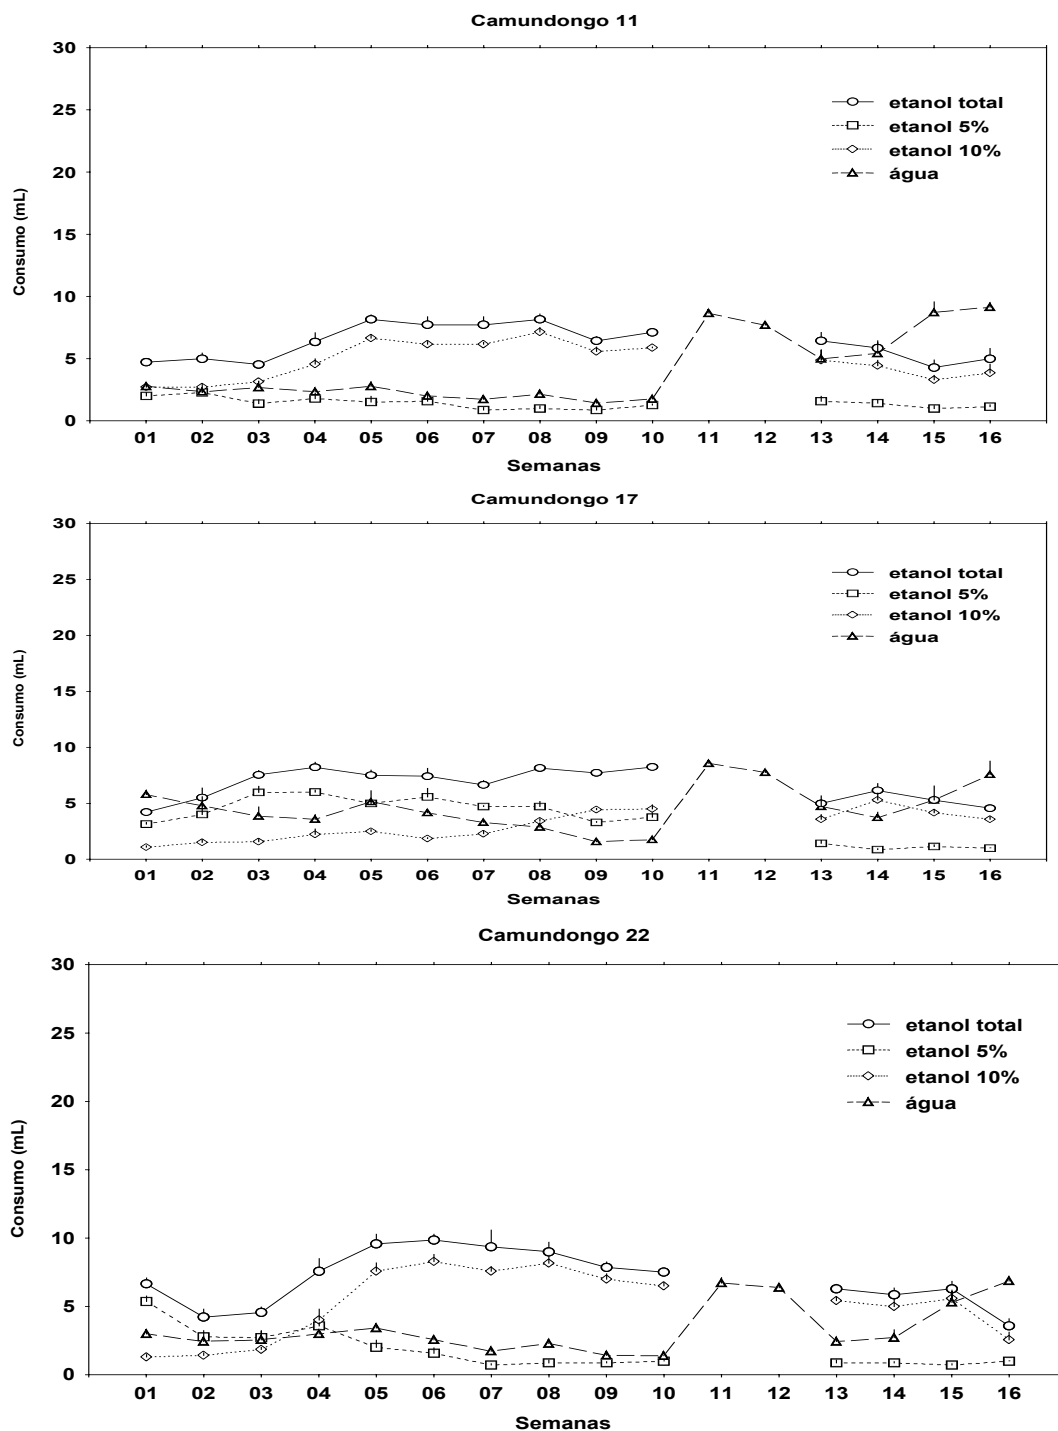 Camundongo 11
30
25
20
15
10
5
0
Consumo (mL)
etanol total
etanol 5%
etanol 10%
água
01 02 03 04 05 06 07 08 09 10 11 12 13 14 15 16
Semanas
Camundongo 17
30
25
20
15
10
5
0
Consumo (mL)
etanol total
etanol 5%
etanol 10%
água
01 02 03 04 05 06 07 08 09 10 11 12 13 14 15 16
Semanas
Camundongo 22
30
25
20
15
10
5
0
Consumo (mL)
etanol total
etanol 5%
etanol 10%
água
01 02 03 04 05 06 07 08 09 10 11 12 13 14 15 16
Semanas